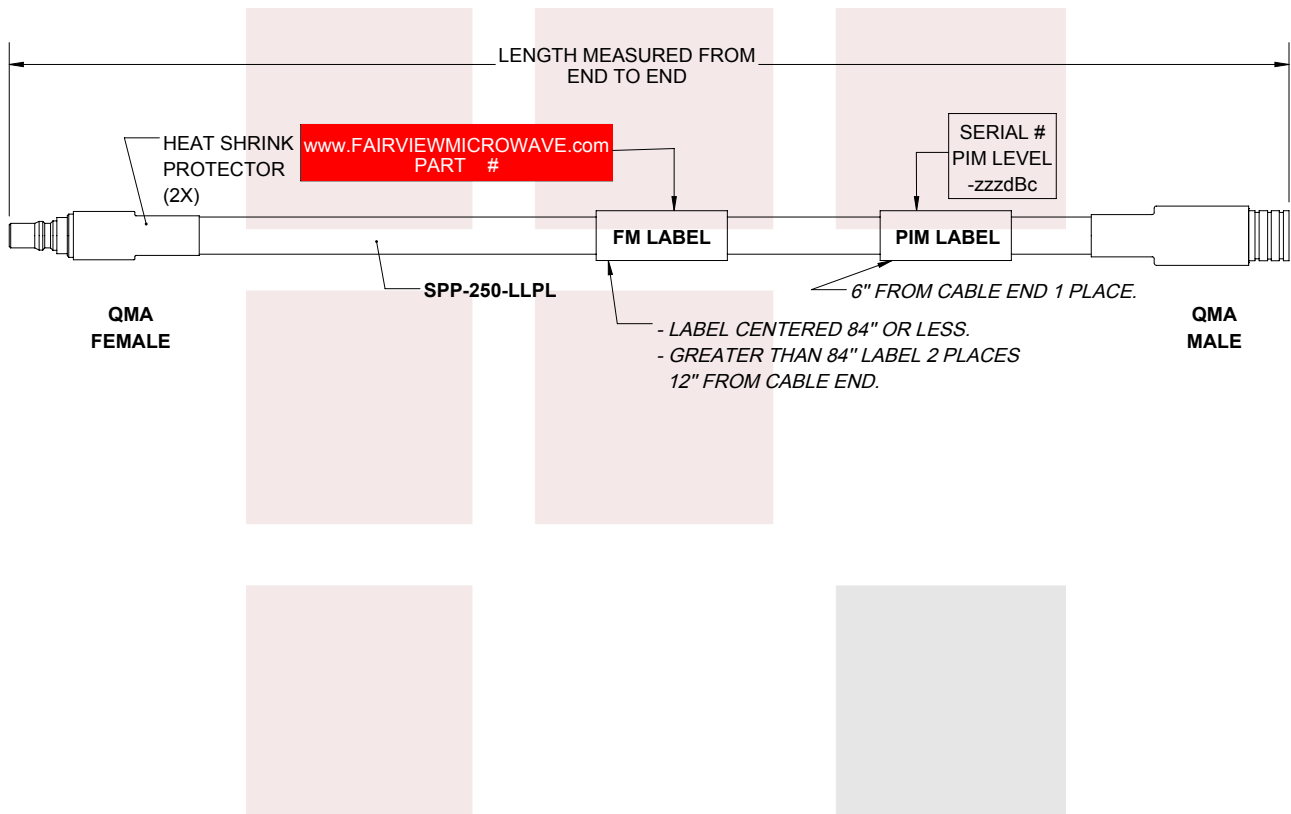 LENGTH MEASURED FROM
END TO END
HEAT SHRINK
PROTECTOR
(2X)
www.FAIRVIEWMICROWAVE.com
PART #
SERIAL #
PIM LEVEL
-zzzdBc
FM LABEL
PIM LABEL
SPP-250-LLPL
6" FROM CABLE END 1 PLACE.
QMA
FEMALE
- LABEL CENTERED 84" OR LESS.
- GREATER THAN 84" LABEL 2 PLACES
12" FROM CABLE END.
QMA
MALE